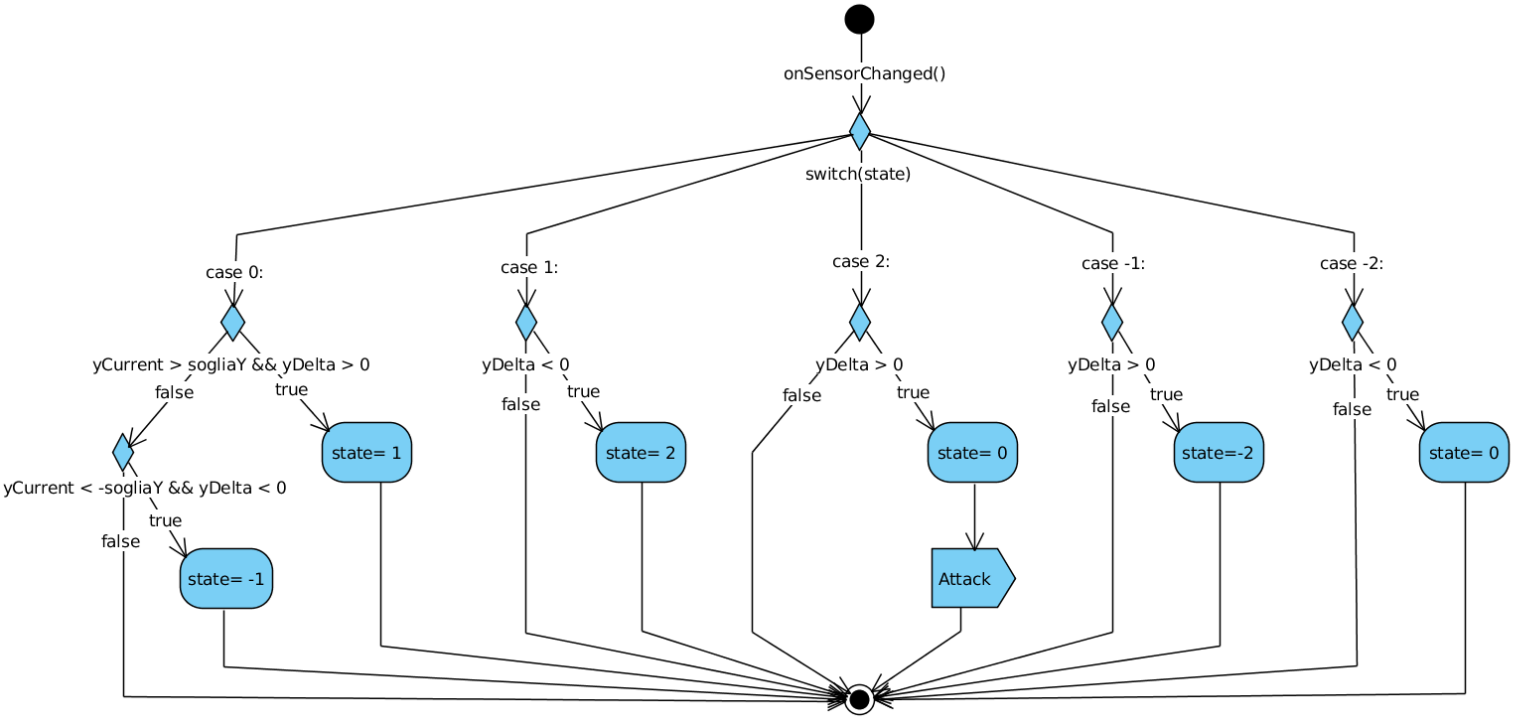 onSensorChanged()
switch(state)
case 0:
case 1:
case 2:
case -1:
case -2:
yCurrent > sogliaY && yDelta > 0
yDelta < 0
yDelta > 0
yDelta > 0
yDelta < 0
false
true
false
true
false
true
false
true
false
true
state= 1
state= 2
state= 0
state=-2
state= 0
yCurrent < -sogliaY && yDelta < 0
true
false
state= -1
Attack